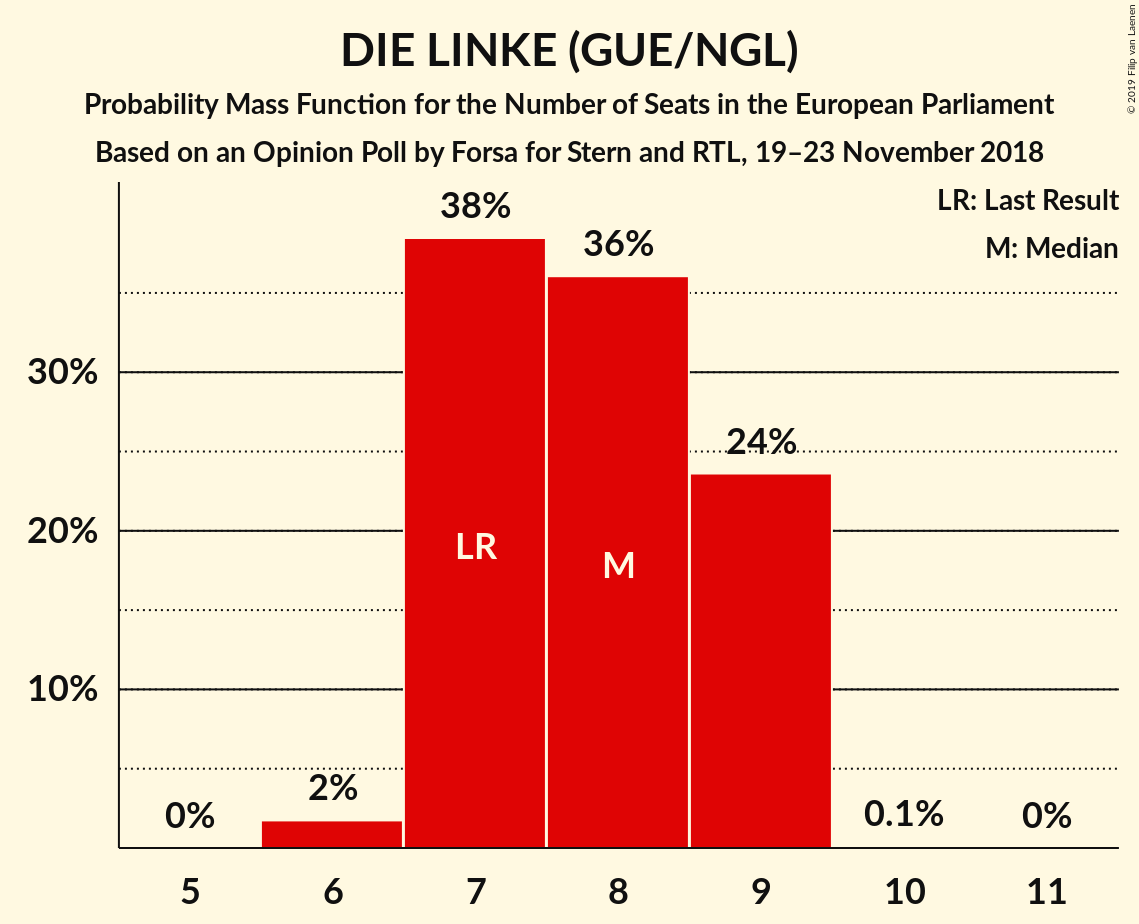 DIE LINKE (GUE/NGL)
Probability Mass Function for the Number of Seats in the European Parliament
Based on an Opinion Poll by Forsa for Stern and RTL, 19–23 November 2018
© 2019 Filip van Laenen
LR: Last Result
M: Median
38%
36%
30%
24%
20%
LR
M
10%
2%
0%
0.1%
0%
5 6 7 8 9 10 11